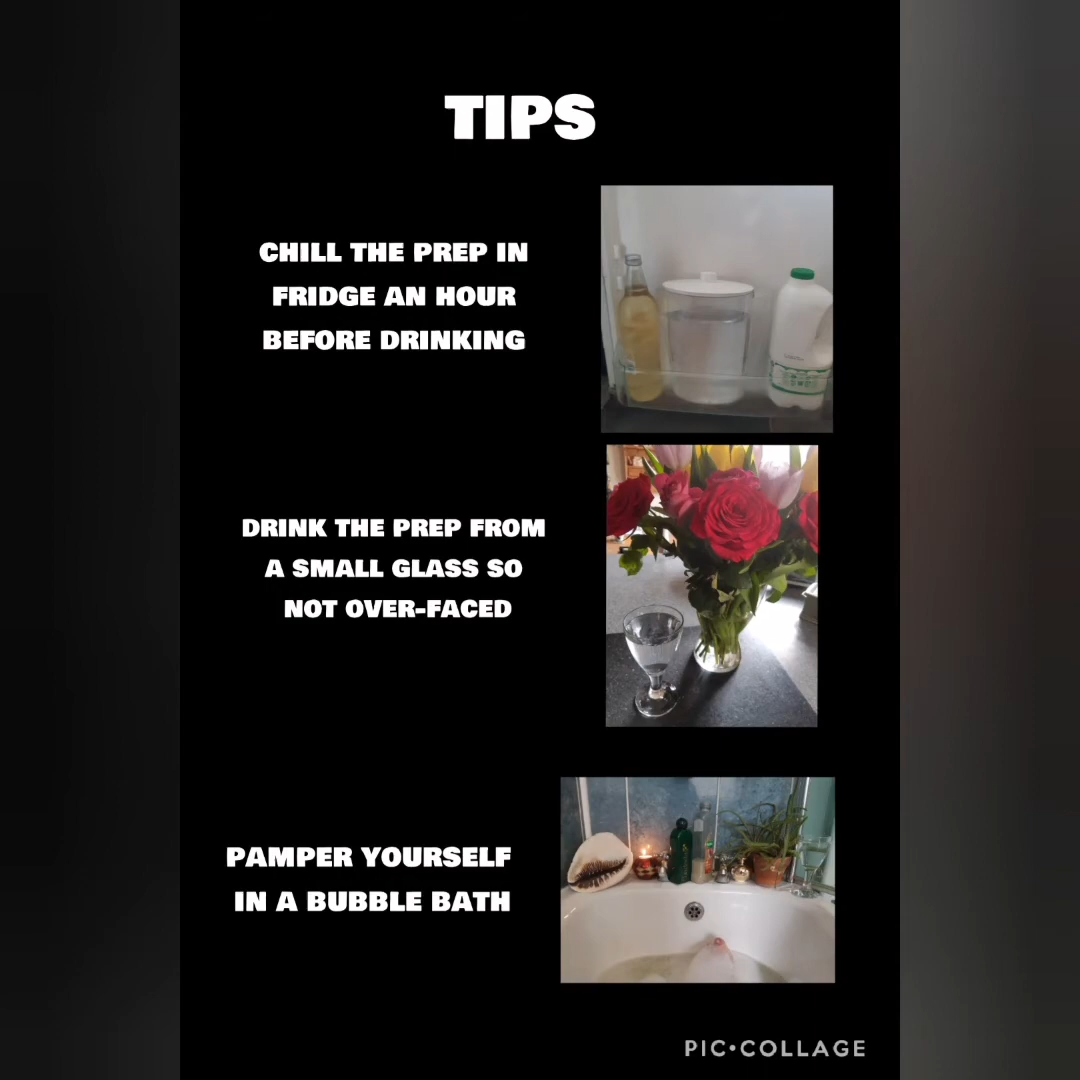 TIPS
CHILL THE PREP IN
FRIDGE AN HOUR
BEFORE DRINKING
DRINK THE PREP FROM
A SMALL GLASS SO
NOT OVER-FACED
PAMPER YOURSELF
IN A BUBBLE BATH
PIC•COLLAGE